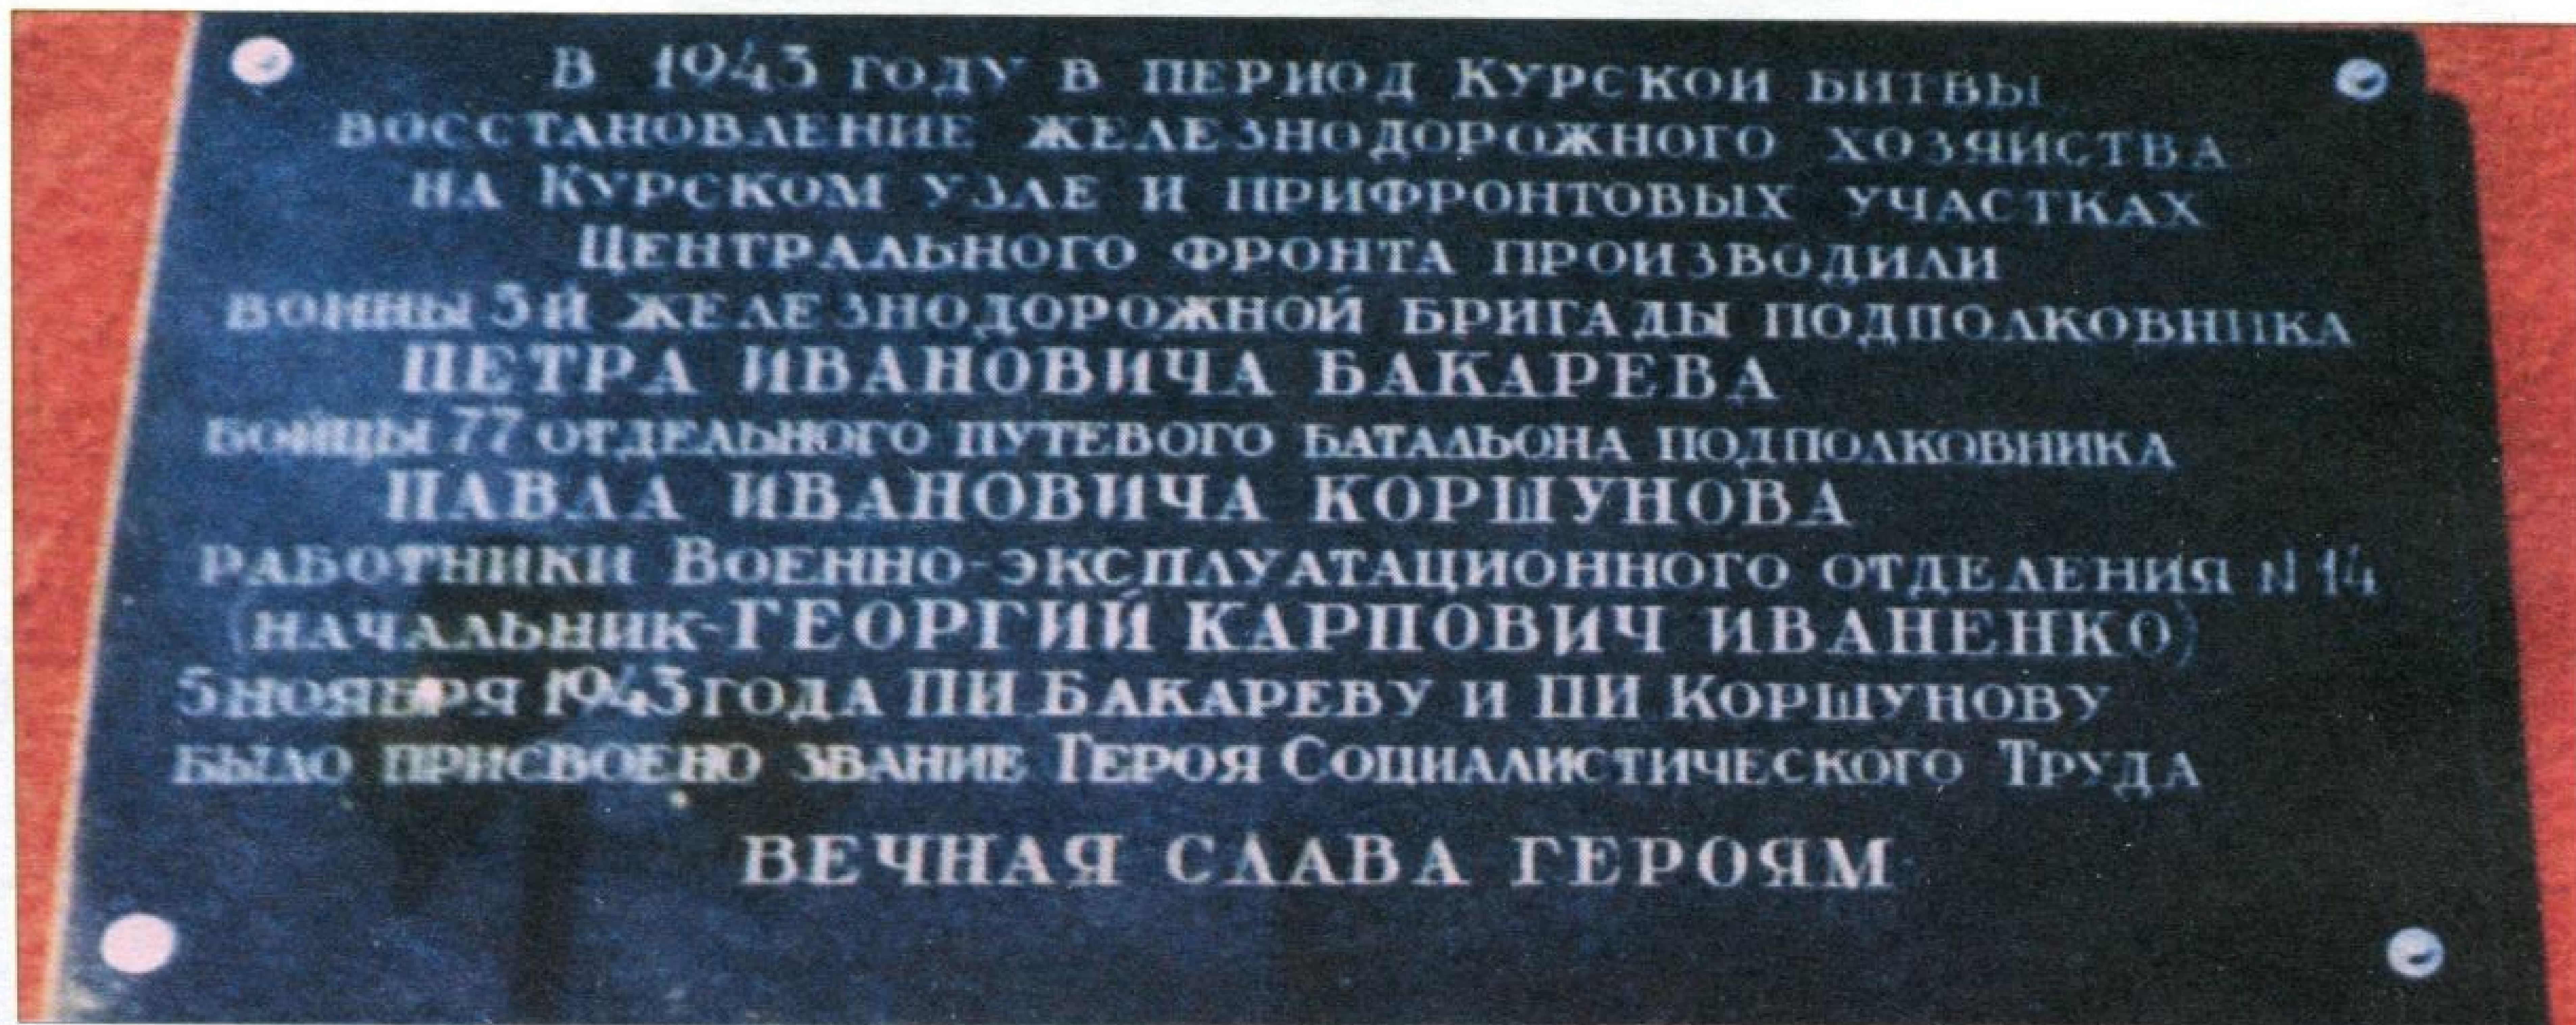 В 1943 ГОДУ В ПЕРИОД КУРСКОЙ БИТВЫ
ВОССТАНОВЛЕНИЕ ЖЕЛЕЗНОДОРОЖНОГО ХОЗЯЙСТВА
НА КУРСКОМ УЗЛЕ И ПРИФРОНТОВЫХ УЧАСТКАХ
ЦЕНТРАЛЬНОГО ФРОНТА ПРОИЗВОДИЛИ
ВОИНЫ 3Й ЖЕЛЕЗНОДОРОЖНОЙ БРИГАДЫ ПОДПОЛКОВНИКА
ПЕТРА ИВАНОВИЧА БАКАРЕВА
БОЙЦЫ 77 ОТДЕЛЬНОГО ПУТЕВОГО БАТАЛЬОНА ПОДПОЛКОВНИКА
ПАВЛА ИВАНОВИЧА КОРШУНОВА
РАБОТНИКИ ВОЕННО-ЭКСПЛУАТАЦИОННОГО ОТДЕЛЕНИЯ N 14
(НАЧАЛЬНИК-ГЕОРГИЙ КАРПОВИЧ ИВАНЕНКО)
5 НОЯБРЯ 1943 ГОДА ПИ БАКАРЕВУ И ПИ КОРШУНОВУ
БЫЛО ПРИСВОЕНО ЗВАНИЕ ГЕРОЯ СОЦИАЛИСТИЧЕСКОГО ТРУДА
ВЕЧНАЯ СЛАВА ГЕРОЯМ